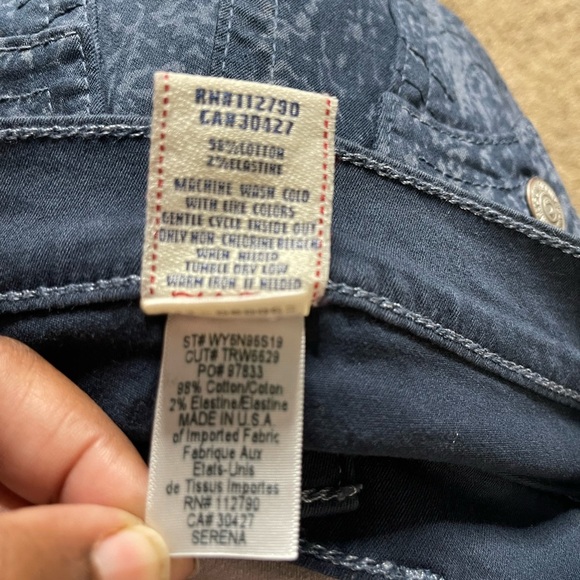 RN#112790
CA#30427
98%COTTON
2%ELASTINE
MACHINE WASH COLD
WITH LIKE COLORS
GENTLE CYCLE INSIDE OUT
ONLY NON-CHLORINE BLEACH
WHEN NEEDED
TUMBLE DRY LOW
WARM IRON IF NEEDED
ST# WY6N96S19
CUT# TRW6629
PO# 97833
98% Cotton/Coton
2% Elastine/Elastine
MADE IN U.S.A.
of Imported Fabric
Fabrique Aux
Etats-Unis
de Tissus Importes
RN# 112790
CA# 30427
SERENA